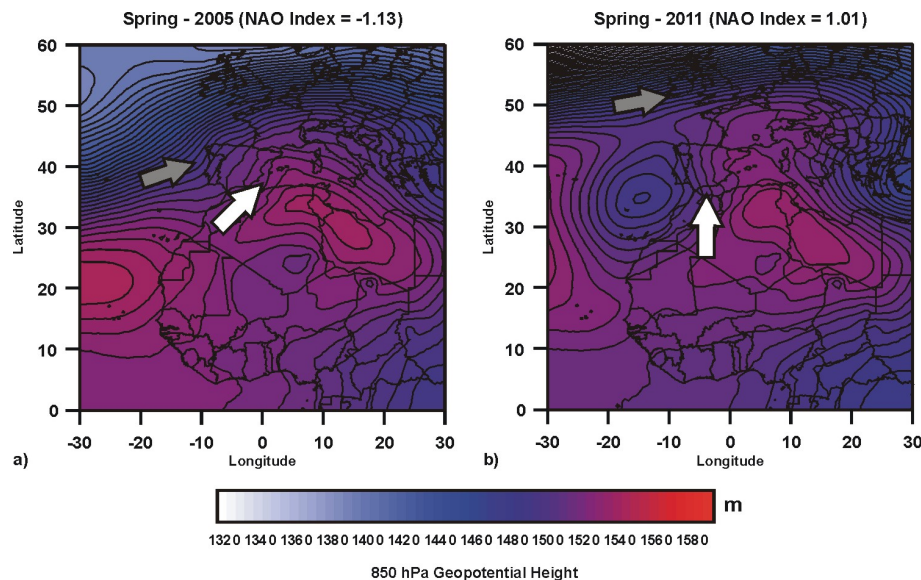 Spring - 2005 (NAO Index = -1.13)
Spring - 2011 (NAO Index = 1.01)
60
50
40
30
20
10
0
Latitude
-30 -20 -10 0 10 20 30
Longitude
a)
60
50
40
30
20
10
0
Latitude
-30 -20 -10 0 10 20 30
Longitude
b)
m
1320 1340 1360 1380 1400 1420 1440 1460 1480 1500 1520 1540 1560 1580
850 hPa Geopotential Height